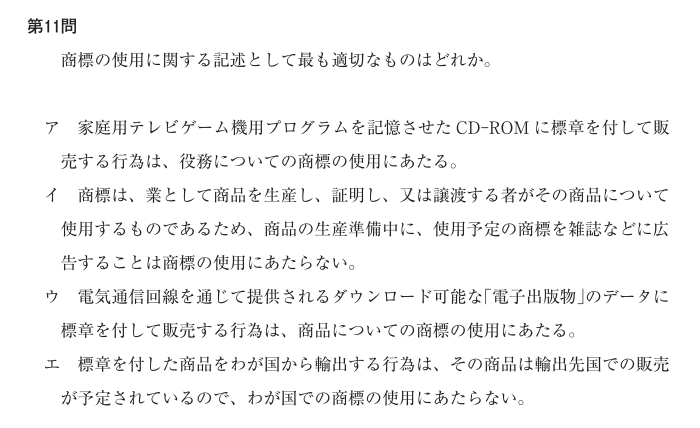 第11問
商標の使用に関する記述として最も適切なものはどれか。
ア　家庭用テレビゲーム機用プログラムを記憶させた CD-ROM に標章を付して販
売する行為は、役務についての商標の使用にあたる。
イ　商標は、業として商品を生産し、証明し、又は譲渡する者がその商品について
使用するものであるため、商品の生産準備中に、使用予定の商標を雑誌などに広
告することは商標の使用にあたらない。
ウ　電気通信回線を通じて提供されるダウンロード可能な「電子出版物」のデータに
標章を付して販売する行為は、商品についての商標の使用にあたる。
エ　標章を付した商品をわが国から輸出する行為は、その商品は輸出先国での販売
が予定されているので、わが国での商標の使用にあたらない。